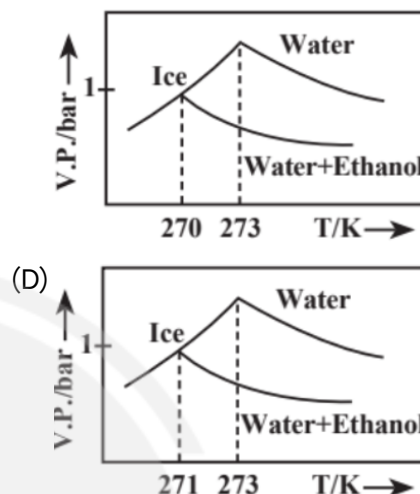 Water
Ice
1
V.P./bar
Water+Ethanol
270 273 T/K
(D)
Water
Ice
1
V.P./bar
Water+Ethanol
271 273 T/K